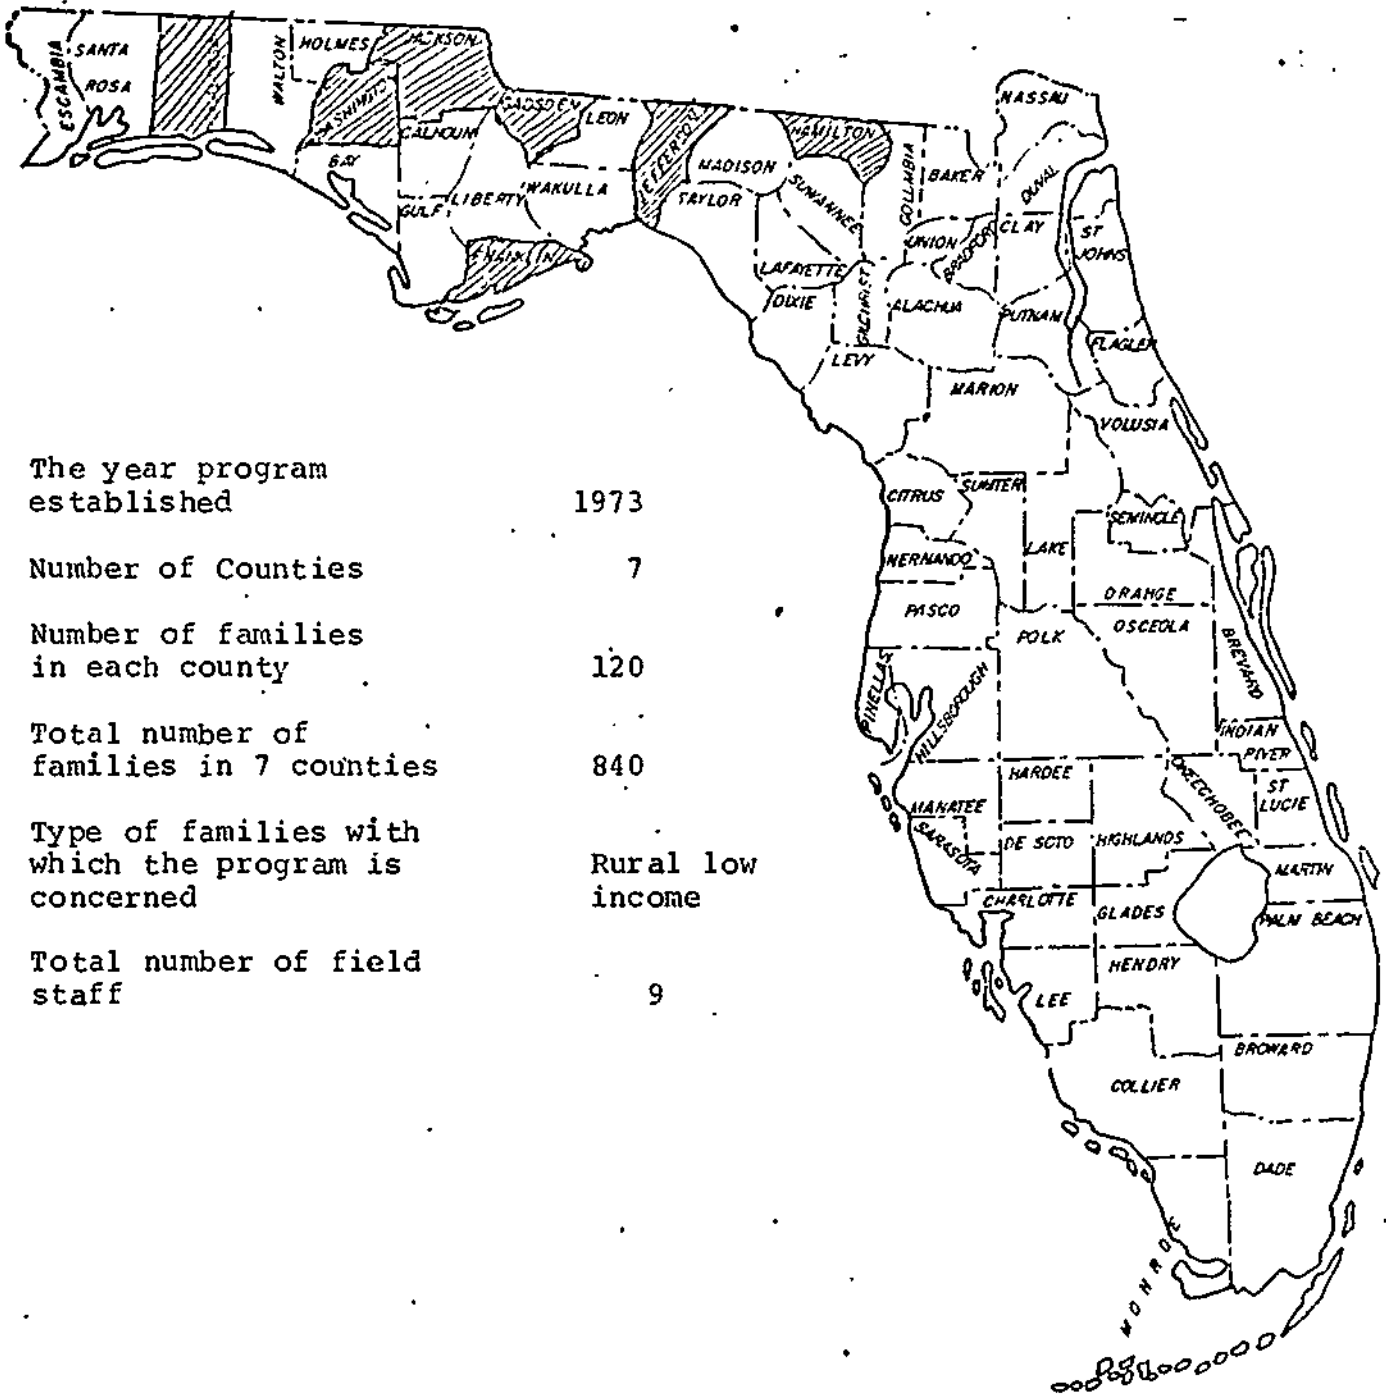 ESCAMBIA
SANTA
ROSA
WALTON
HOLMES
JACKSON
WASHINGTON
BAY
CALHOUN
GULF
LIBERTY
GADSDEN
LEON
WAKULLA
FRANKLIN
JEFFERSON
MADISON
TAYLOR
HAMILTON
SUWANNEE
LAFAYETTE
DIXIE
GILCHRIST
COLUMBIA
BAKER
NASSAU
DUVAL
UNION
BRADFORD
CLAY
ST
JOHNS
ALACHUA
PUTNAM
FLAGLER
LEVY
MARION
VOLUSIA
CITRUS
SUMTER
LAKE
SEMINOLE
HERNANDO
PASCO
ORANGE
OSCEOLA
POLK
BREVARD
PINELLAS
HILLSBOROUGH
INDIAN
RIVER
HARDEE
OKEECHOBEE
ST
LUCIE
MANATEE
SARASOTA
DE SOTO
HIGHLANDS
MARTIN
CHARLOTTE
GLADES
PALM BEACH
HENDRY
LEE
BROWARD
COLLIER
DADE
MONROE
The year program
established 1973
Number of Counties 7
Number of families
in each county 120
Total number of
families in 7 counties 840
Type of families with
which the program is Rural low
concerned income
Total number of field
staff 9